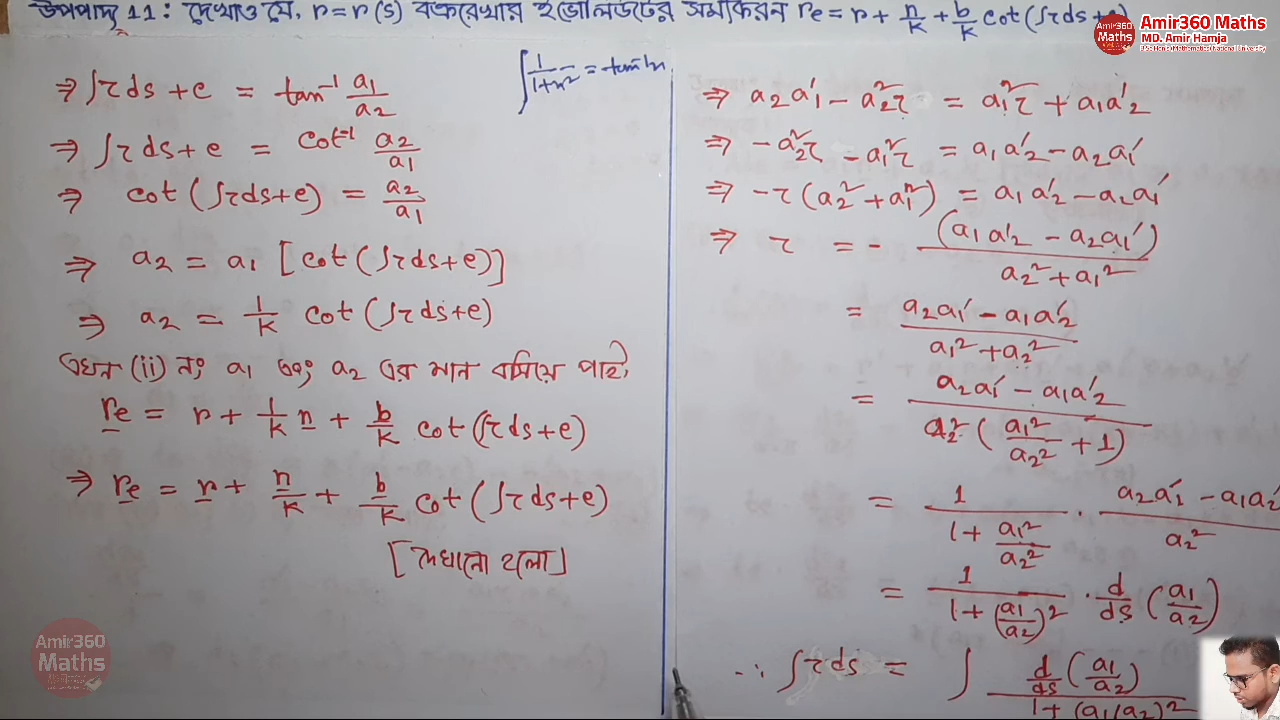 উপপাদ্য 11: দেখাও যে, r = r(s) বক্ররেখার ইভোলিউটের সমীকরন re = r + n/k + b/k cot(∫τds+c)
Amir360 Maths
MD. Amir Hamja
⇒ ∫τds + e = tan⁻¹ a₁/a₂
∫ 1/1+x² = tan⁻¹x
⇒ ∫τds + e = cot⁻¹ a₂/a₁
⇒ cot(∫τds+e) = a₂/a₁
⇒ a₂ = a₁ [cot(∫τds+e)]
⇒ a₂ = 1/k cot(∫τds+e)
এখন (ii) নং a₁ এবং a₂ এর মান বসিয়ে পাই,
re = r + 1/k n + b/k cot(∫τds+e)
⇒ re = r + n/k + b/k cot(∫τds+e)
[দেখানো হলো]
Amir360
Maths
⇒ a₂a₁′ - a₂²τ = a₁²τ + a₁a₂′
⇒ -a₂²τ - a₁²τ = a₁a₂′ - a₂a₁′
⇒ -τ(a₂² + a₁²) = a₁a₂′ - a₂a₁′
⇒ τ = - (a₁a₂′ - a₂a₁′)/a₂² + a₁²
= a₂a₁′ - a₁a₂′/a₁² + a₂²
= a₂a₁′ - a₁a₂′/a₂² (a₁²/a₂² + 1)
= 1/1 + a₁²/a₂² · a₂a₁′ - a₁a₂′/a₂²
= 1/1 + (a₁/a₂)² · d/ds (a₁/a₂)
∴ ∫τds = ∫ d/ds (a₁/a₂)/1 + (a₁/a₂)²